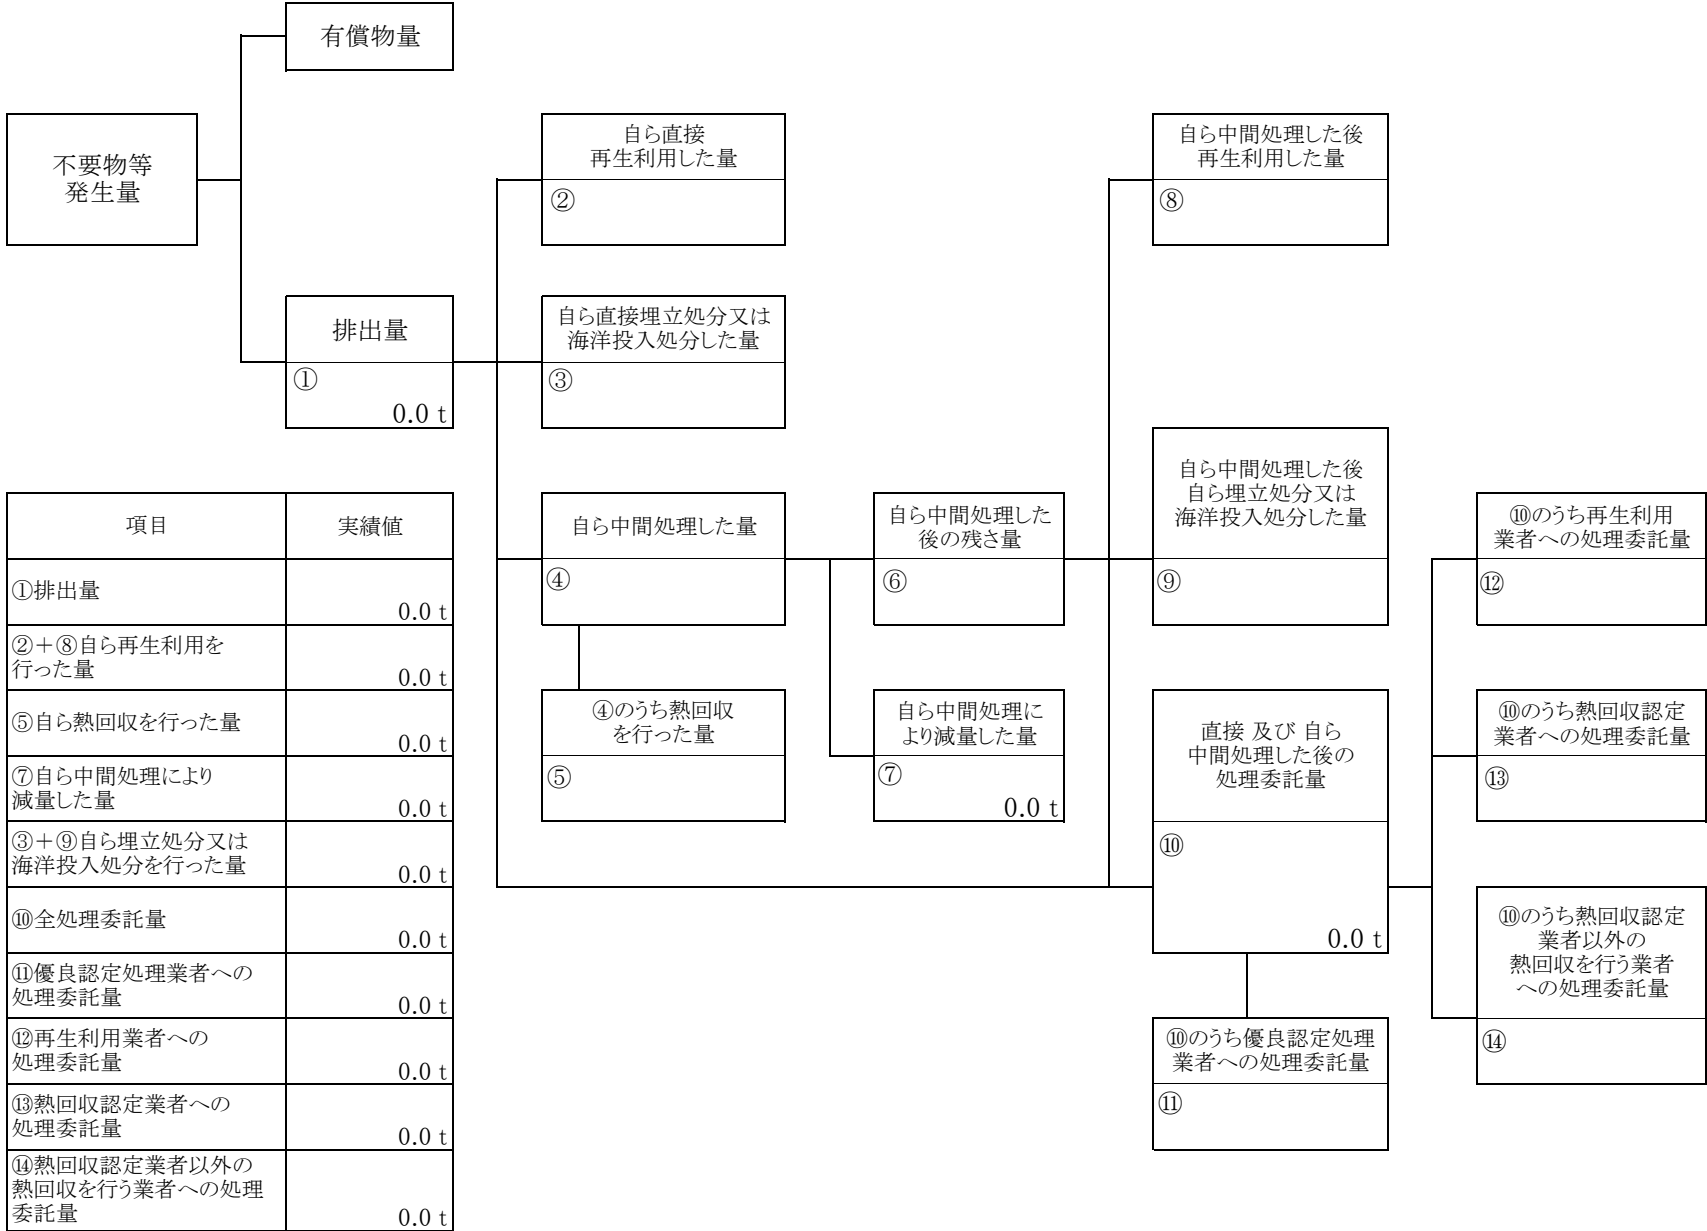 有償物量
不要物等
発生量
排出量
①
0.0 t
自ら直接
再生利用した量
②
自ら直接埋立処分又は
海洋投入処分した量
③
自ら中間処理した量
④
④のうち熱回収
を行った量
⑤
自ら中間処理した
後の残さ量
⑥
自ら中間処理に
より減量した量
⑦
0.0 t
自ら中間処理した後
再生利用した量
⑧
自ら中間処理した後
自ら埋立処分又は
海洋投入処分した量
⑨
直接 及び 自ら
中間処理した後の
処理委託量
⑩
0.0 t
⑩のうち優良認定処理
業者への処理委託量
⑪
⑩のうち再生利用
業者への処理委託量
⑫
⑩のうち熱回収認定
業者への処理委託量
⑬
⑩のうち熱回収認定
業者以外の
熱回収を行う業者
への処理委託量
⑭
項目
実績値
①排出量
0.0 t
②＋⑧自ら再生利用を
行った量
0.0 t
⑤自ら熱回収を行った量
0.0 t
⑦自ら中間処理により
減量した量
0.0 t
③＋⑨自ら埋立処分又は
海洋投入処分を行った量
0.0 t
⑩全処理委託量
0.0 t
⑪優良認定処理業者への
処理委託量
0.0 t
⑫再生利用業者への
処理委託量
0.0 t
⑬熱回収認定業者への
処理委託量
0.0 t
⑭熱回収認定業者以外の
熱回収を行う業者への処理
委託量
0.0 t